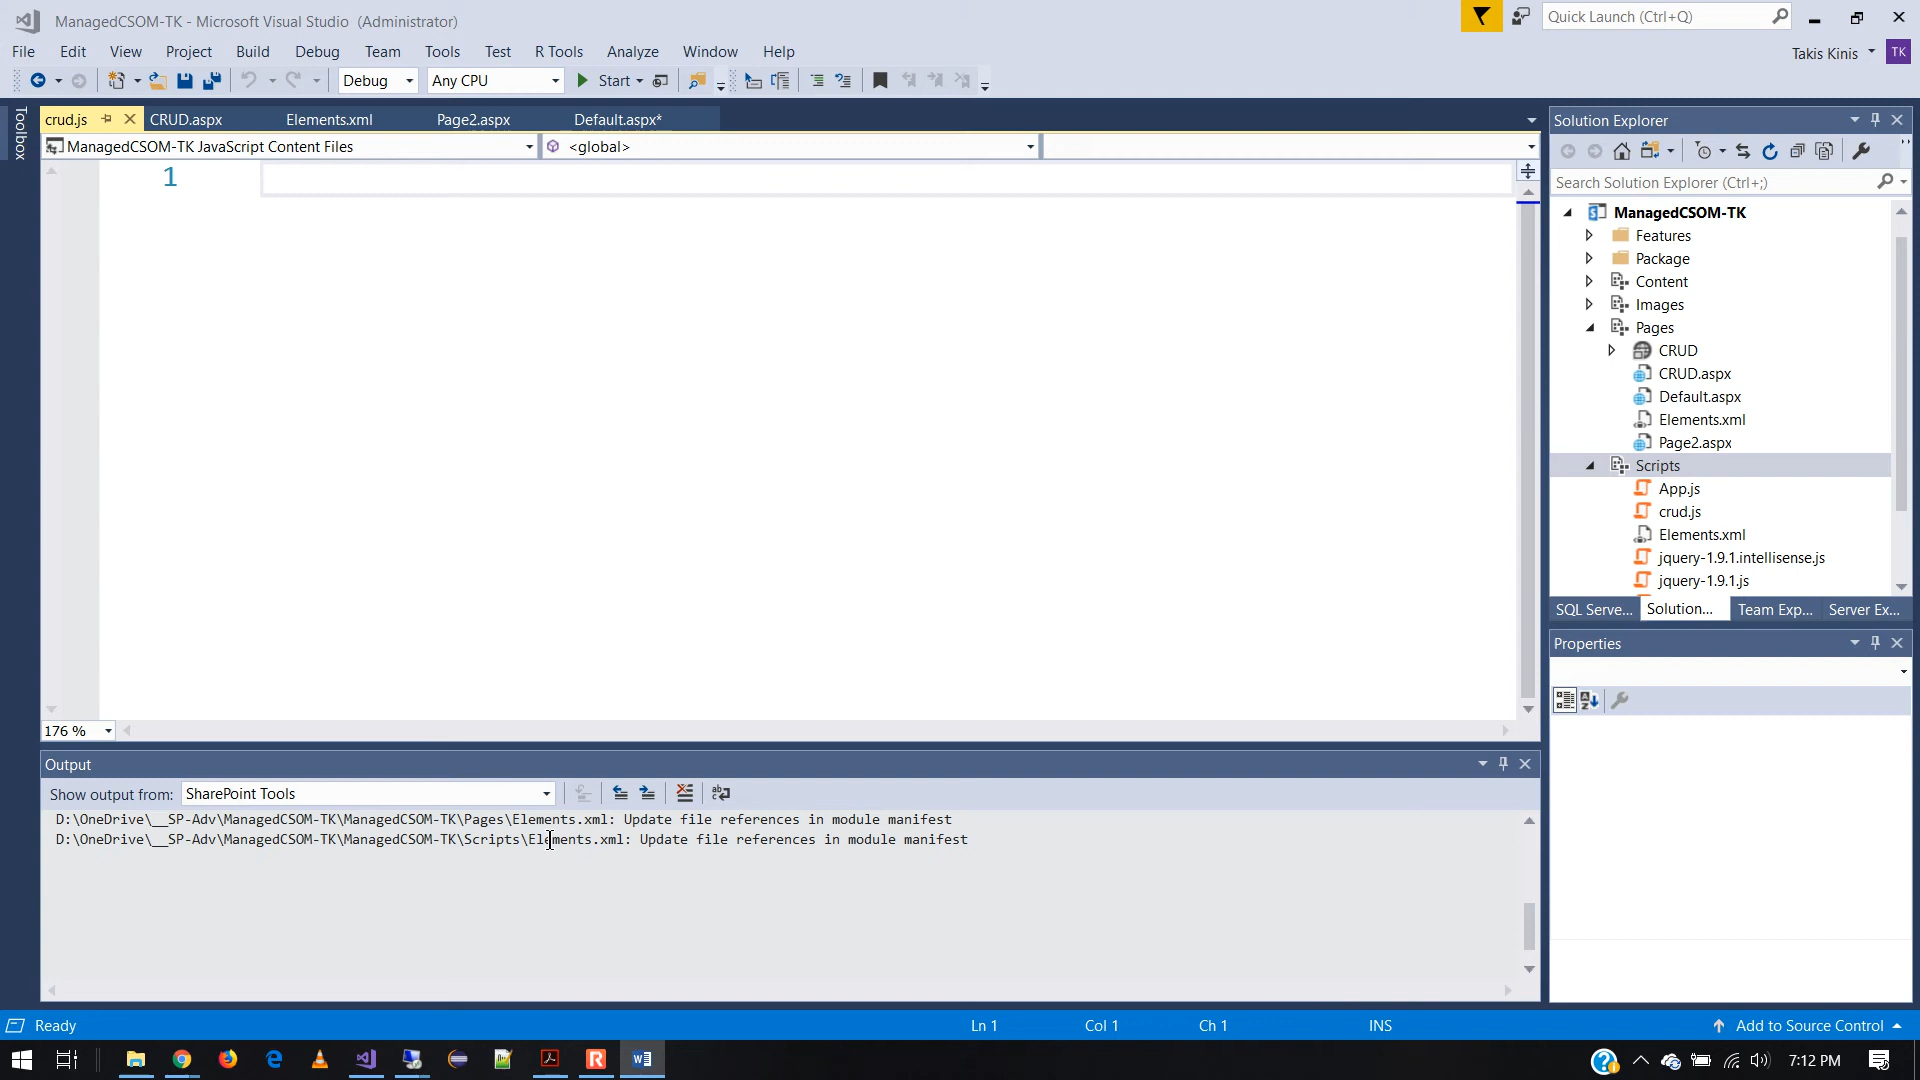 ManagedCSOM-TK - Microsoft Visual Studio (Administrator)
Quick Launch (Ctrl+Q)
File Edit View Project Build Debug Team Tools Test R Tools Analyze Window Help
Takis Kinis TK
Debug Any CPU Start
Toolbox
crud.js CRUD.aspx Elements.xml Page2.aspx Default.aspx*
ManagedCSOM-TK JavaScript Content Files <global>
1
176 %
Solution Explorer
Search Solution Explorer (Ctrl+;)
ManagedCSOM-TK
Features
Package
Content
Images
Pages
CRUD
CRUD.aspx
Default.aspx
Elements.xml
Page2.aspx
Scripts
App.js
crud.js
Elements.xml
jquery-1.9.1.intellisense.js
jquery-1.9.1.js
SQL Serve... Solution... Team Exp... Server Ex...
Properties
Output
Show output from: SharePoint Tools
D:\OneDrive\__SP-Adv\ManagedCSOM-TK\ManagedCSOM-TK\Pages\Elements.xml: Update file references in module manifest
D:\OneDrive\__SP-Adv\ManagedCSOM-TK\ManagedCSOM-TK\Scripts\Elements.xml: Update file references in module manifest
Ready Ln 1 Col 1 Ch 1 INS Add to Source Control
7:12 PM